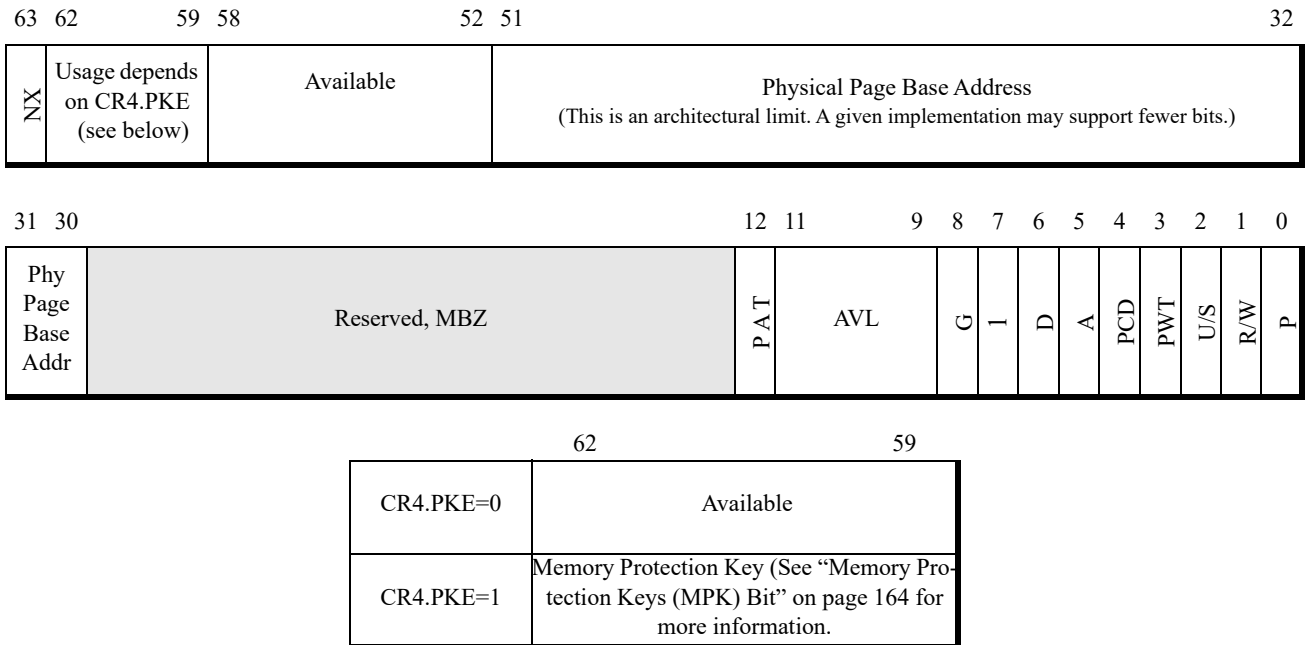 63 62 59 58 52 51 32
NX
Usage depends
on CR4.PKE
(see below)
Available
Physical Page Base Address
(This is an architectural limit. A given implementation may support fewer bits.)
31 30 12 11 9 8 7 6 5 4 3 2 1 0
Phy
Page
Base
Addr
Reserved, MBZ
P A T
AVL
G
1
D
A
PCD
PWT
U/S
R/W
P
62 59
CR4.PKE=0
Available
CR4.PKE=1
Memory Protection Key (See “Memory Pro-
tection Keys (MPK) Bit” on page 164 for
more information.